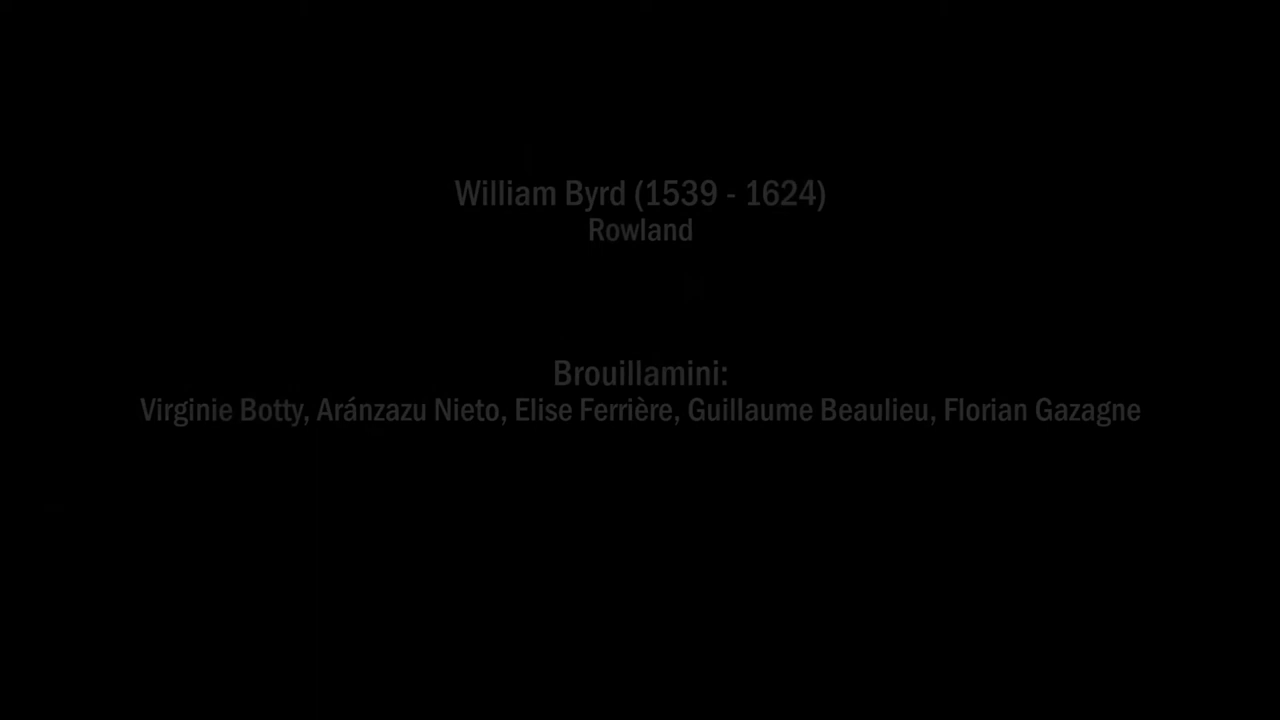 William Byrd (1539 - 1624)
Rowland
Brouillamini:
Virginie Botty, Aránzazu Nieto, Elise Ferrière, Guillaume Beaulieu, Florian Gazagne